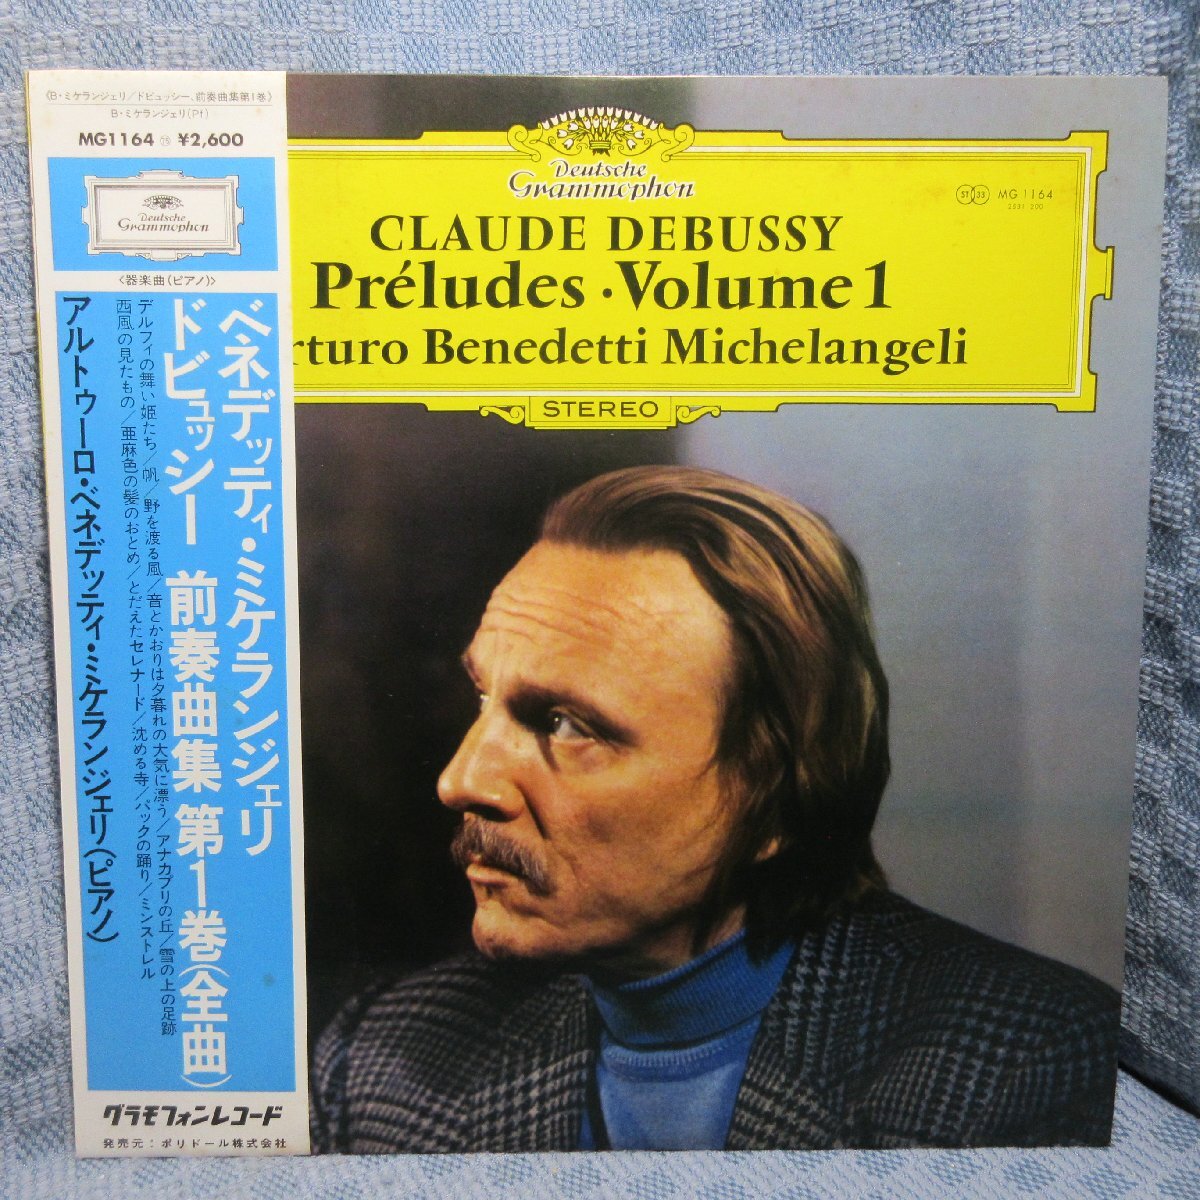 《B・ミケランジェリ/ドビュッシー、前奏曲集第1巻》
B・ミケランジェリ(Pf)
MG1164 ㊆ ¥2,600
Deutsche
Grammophon
〈器楽曲(ピアノ)〉
ベネデッティ・ミケランジェリ
ドビュッシー 前奏曲集 第1巻(全曲)
デルフィの舞い姫たち/帆/野を渡る風/音とかおりは夕暮れの大気に漂う/アナカプリの丘/雪の上の足跡
西風の見たもの/亜麻色の髪のおとめ/とだえたセレナード/沈める寺/パックの踊り/ミンストレル
アルトゥーロ・ベネデッティ・ミケランジェリ(ピアノ)
グラモフォンレコード
発売元:ポリドール株式会社
Deutsche
Grammophon
ST 33 MG 1164
2531 200
CLAUDE DEBUSSY
Préludes · Volume 1
rturo Benedetti Michelangeli
STEREO